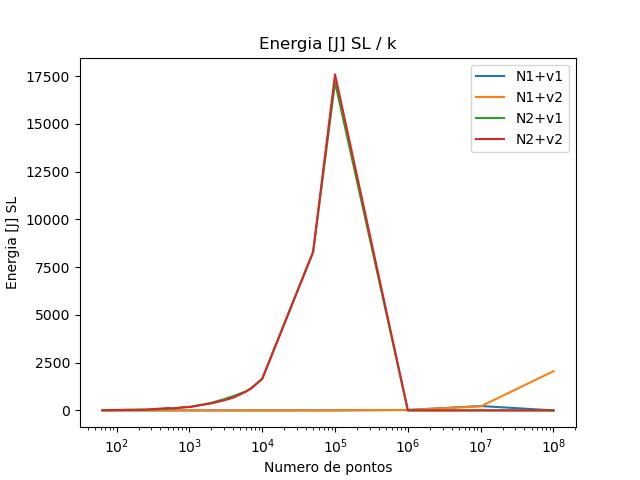 Energia [J] SL / k
N1+v1
N1+v2
N2+v1
N2+v2
17500
15000
12500
10000
7500
5000
2500
0
Energia [J] SL
10²
10³
10⁴
10⁵
10⁶
10⁷
10⁸
Numero de pontos